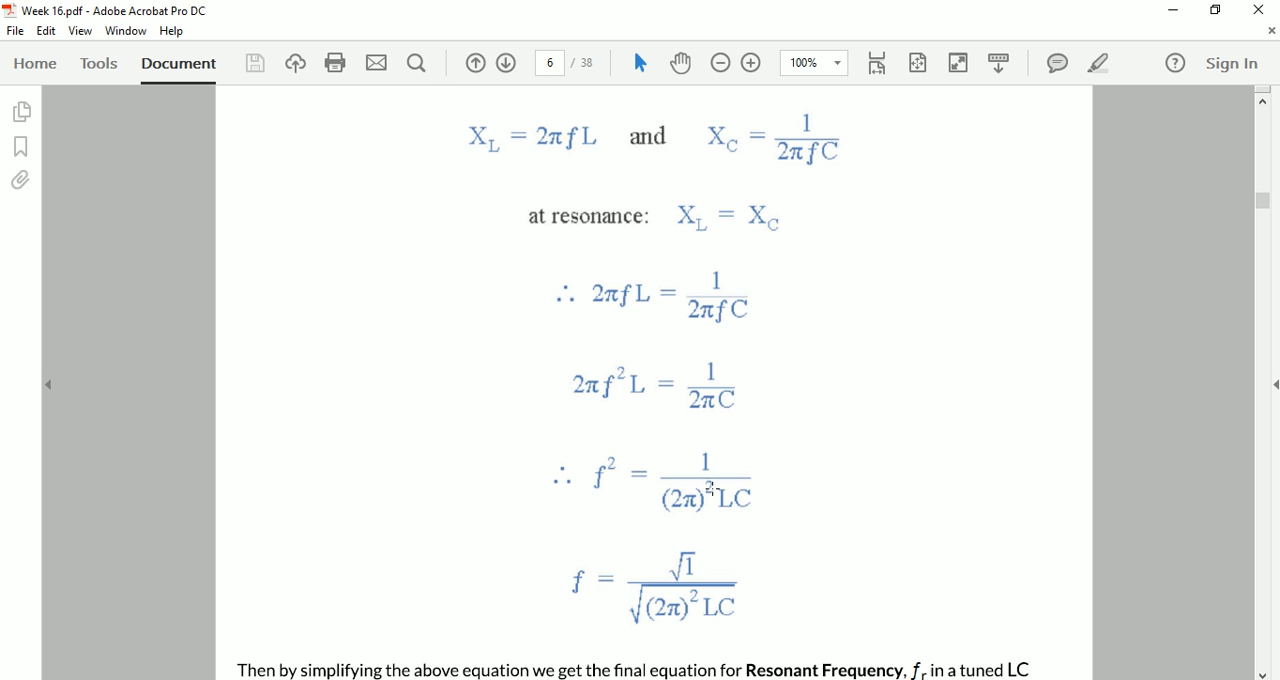 Week 16.pdf - Adobe Acrobat Pro DC
File Edit View Window Help
Home Tools Document 6 / 38 100% Sign In
X_L = 2πfL and X_C = 1/(2πfC)
at resonance: X_L = X_C
∴ 2πfL = 1/(2πfC)
2πf²L = 1/(2πC)
∴ f² = 1/((2π)²LC)
f = √1/√((2π)²LC)
Then by simplifying the above equation we get the final equation for Resonant Frequency, fᵣ in a tuned LC